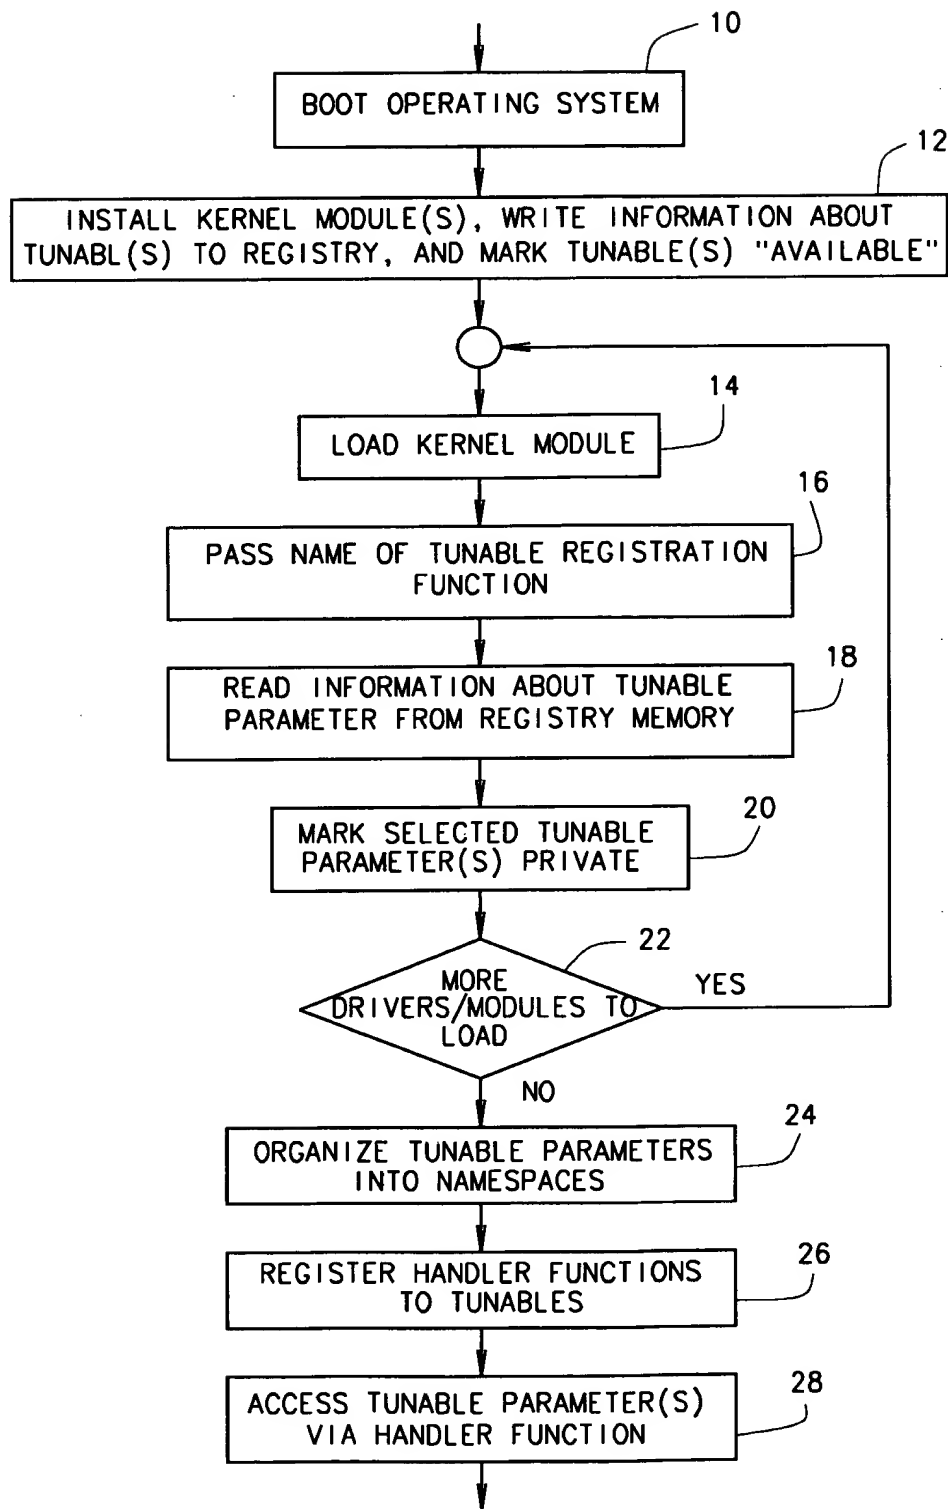 10
BOOT OPERATING SYSTEM
12
INSTALL KERNEL MODULE(S), WRITE INFORMATION ABOUT
TUNABL(S) TO REGISTRY, AND MARK TUNABLE(S) "AVAILABLE"
14
LOAD KERNEL MODULE
16
PASS NAME OF TUNABLE REGISTRATION
FUNCTION
18
READ INFORMATION ABOUT TUNABLE
PARAMETER FROM REGISTRY MEMORY
20
MARK SELECTED TUNABLE
PARAMETER(S) PRIVATE
22
MORE
DRIVERS/MODULES TO
LOAD
YES
NO
24
ORGANIZE TUNABLE PARAMETERS
INTO NAMESPACES
26
REGISTER HANDLER FUNCTIONS
TO TUNABLES
28
ACCESS TUNABLE PARAMETER(S)
VIA HANDLER FUNCTION